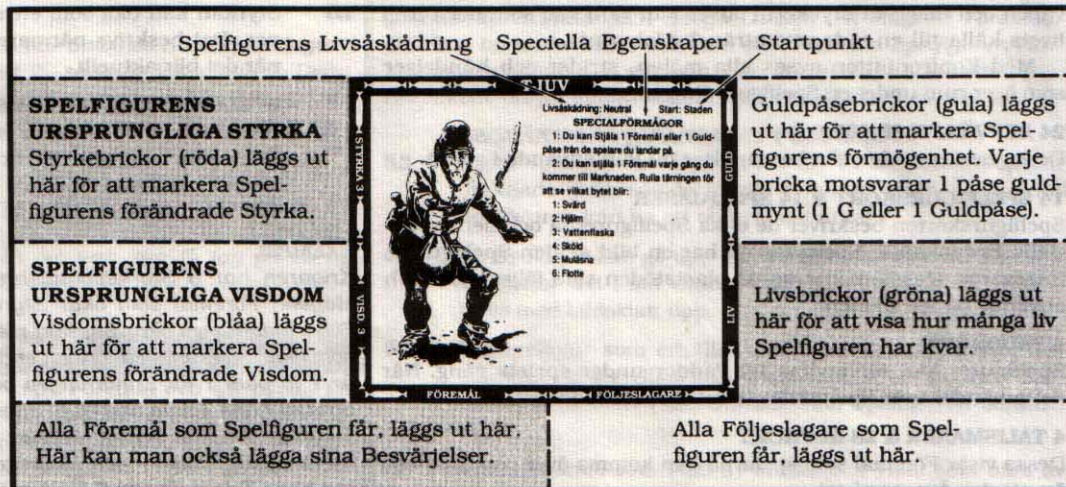 Spelfigurens Livsåskådning Speciella Egenskaper Startpunkt
SPELFIGURENS
URSPRUNGLIGA STYRKA
Styrkebrickor (röda) läggs ut
här för att markera Spel-
figurens förändrade Styrka.
SPELFIGURENS
URSPRUNGLIGA VISDOM
Visdomsbrickor (blåa) läggs
ut här för att markera Spel-
figurens förändrade Visdom.
TJUV
STYRKA 3
VISD. 3
Livsåskådning: Neutral Start: Staden
SPECIALFÖRMÅGOR
1: Du kan Stjäla 1 Föremål eller 1 Guld-
påse från de spelare du landar på.
2: Du kan stjäla 1 Föremål varje gång du
kommer till Marknaden. Rulla tärningen för
att se vilkat bytet blir:
1: Svärd
2: Hjälm
3: Vattenflaska
4: Sköld
5: Mulåsna
6: Flotte
GULD
LIV
FÖREMÅL
FÖLJESLAGARE
Guldpåsebrickor (gula) läggs
ut här för att markera Spel-
figurens förmögenhet. Varje
bricka motsvarar 1 påse guld-
mynt (1 G eller 1 Guldpåse).
Livsbrickor (gröna) läggs ut
här för att visa hur många liv
Spelfiguren har kvar.
Alla Föremål som Spelfiguren får, läggs ut här.
Här kan man också lägga sina Besvärjelser.
Alla Följeslagare som Spel-
figuren får, läggs ut här.